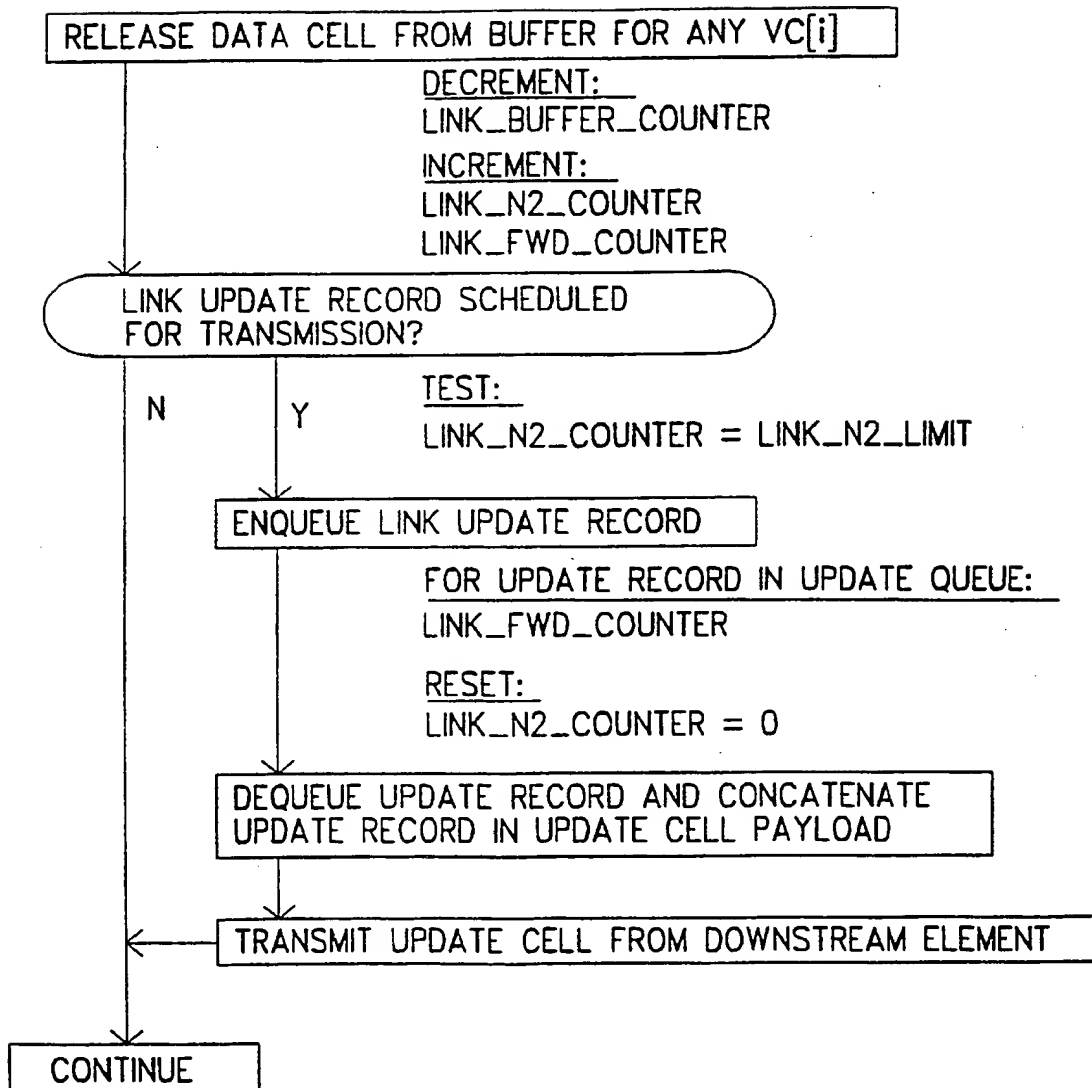 RELEASE DATA CELL FROM BUFFER FOR ANY VC[i]
DECREMENT:
LINK_BUFFER_COUNTER
INCREMENT:
LINK_N2_COUNTER
LINK_FWD_COUNTER
LINK UPDATE RECORD SCHEDULED
FOR TRANSMISSION?
N
Y
TEST:
LINK_N2_COUNTER = LINK_N2_LIMIT
ENQUEUE LINK UPDATE RECORD
FOR UPDATE RECORD IN UPDATE QUEUE:
LINK_FWD_COUNTER
RESET:
LINK_N2_COUNTER = 0
DEQUEUE UPDATE RECORD AND CONCATENATE
UPDATE RECORD IN UPDATE CELL PAYLOAD
TRANSMIT UPDATE CELL FROM DOWNSTREAM ELEMENT
CONTINUE